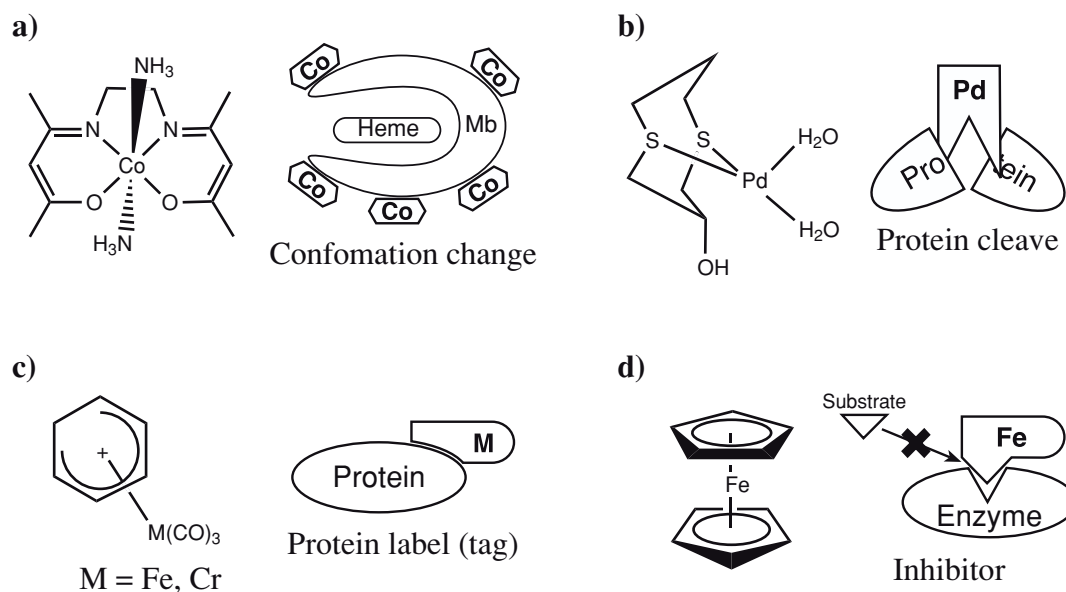 a)
NH3
N
N
Co
O
O
H3N
Co
Co
Heme
Mb
Co
Co
Co
Confomation change
b)
S
S
H2O
Pd
H2O
OH
Pd
Pro
tein
Protein cleave
c)
+
M(CO)3
M = Fe, Cr
M
Protein
Protein label (tag)
d)
Fe
Substrate
Fe
Enzyme
Inhibitor